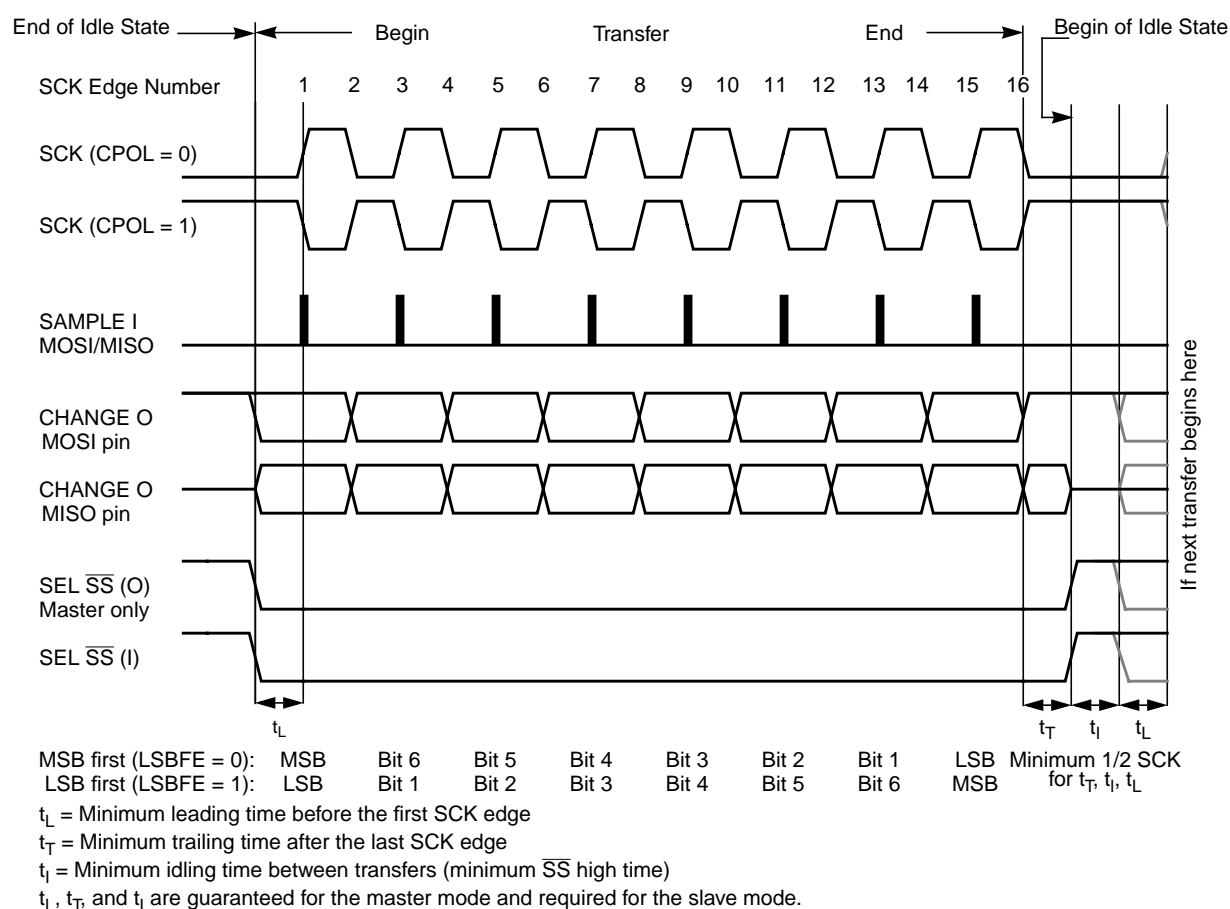 End of Idle State Begin Transfer End Begin of Idle State
SCK Edge Number 1 2 3 4 5 6 7 8 9 10 11 12 13 14 15 16
SCK (CPOL = 0)
SCK (CPOL = 1)
SAMPLE I
MOSI/MISO
CHANGE O
MOSI pin
CHANGE O
MISO pin
SEL SS (O)
Master only
SEL SS (I)
If next transfer begins here
tL tT tI tL
MSB first (LSBFE = 0): MSB Bit 6 Bit 5 Bit 4 Bit 3 Bit 2 Bit 1 LSB Minimum 1/2 SCK
LSB first (LSBFE = 1): LSB Bit 1 Bit 2 Bit 3 Bit 4 Bit 5 Bit 6 MSB for tT, tI, tL
tL = Minimum leading time before the first SCK edge
tT = Minimum trailing time after the last SCK edge
tI = Minimum idling time between transfers (minimum SS high time)
tL, tT, and tI are guaranteed for the master mode and required for the slave mode.